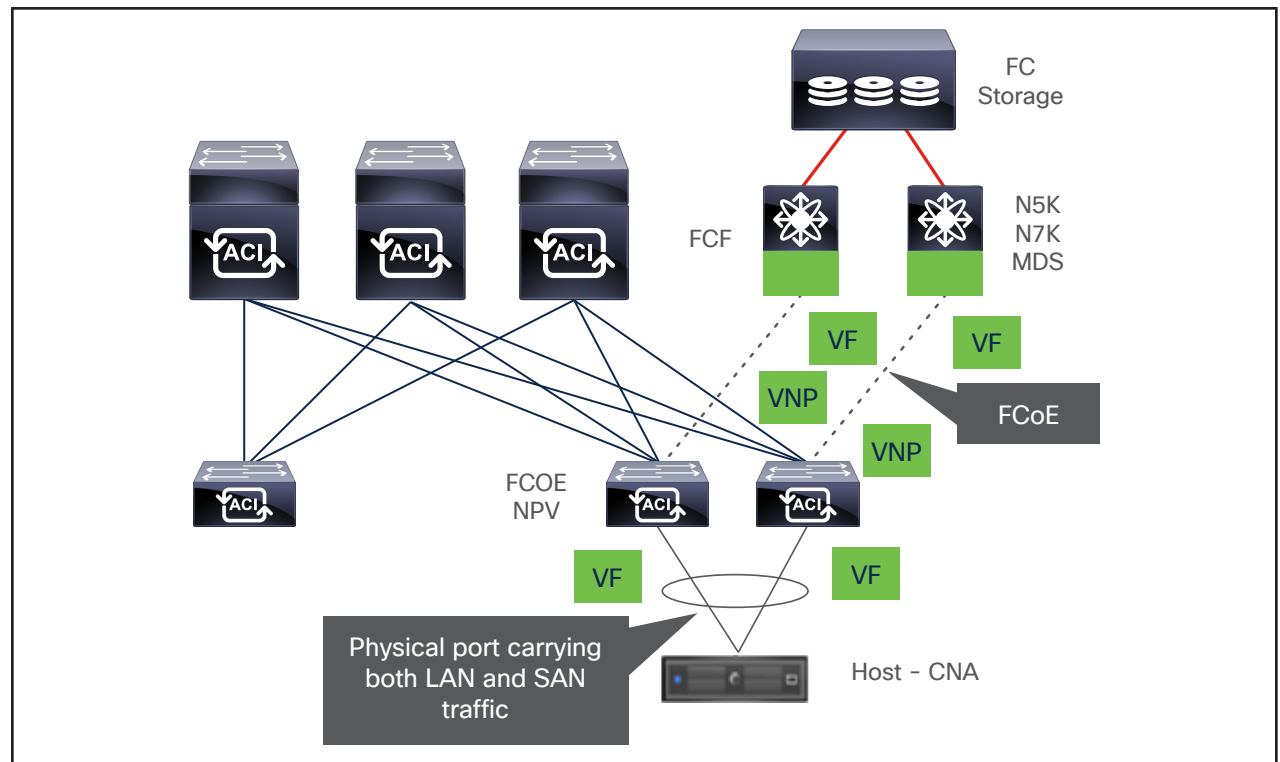 FC
Storage
N5K
N7K
MDS
FCF
ACI
ACI
ACI
VF
VF
VNP
FCoE
VNP
FCOE
NPV
ACI
ACI
ACI
VF
VF
Physical port carrying
both LAN and SAN
traffic
Host - CNA